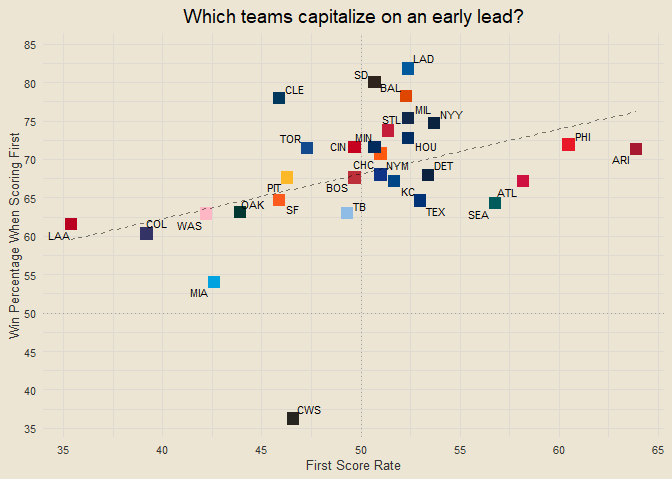 Which teams capitalize on an early lead?
85
80
75
70
65
60
55
50
45
40
35
Win Percentage When Scoring First
LAD
SD
BAL
CLE
MIL
NYY
STL
TOR
CIN
MIN
HOU
PHI
ARI
CHC
NYM
DET
PIT
BOS
KC
ATL
OAK
SF
TB
TEX
SEA
WAS
LAA
COL
MIA
CWS
35
40
45
50
55
60
65
First Score Rate